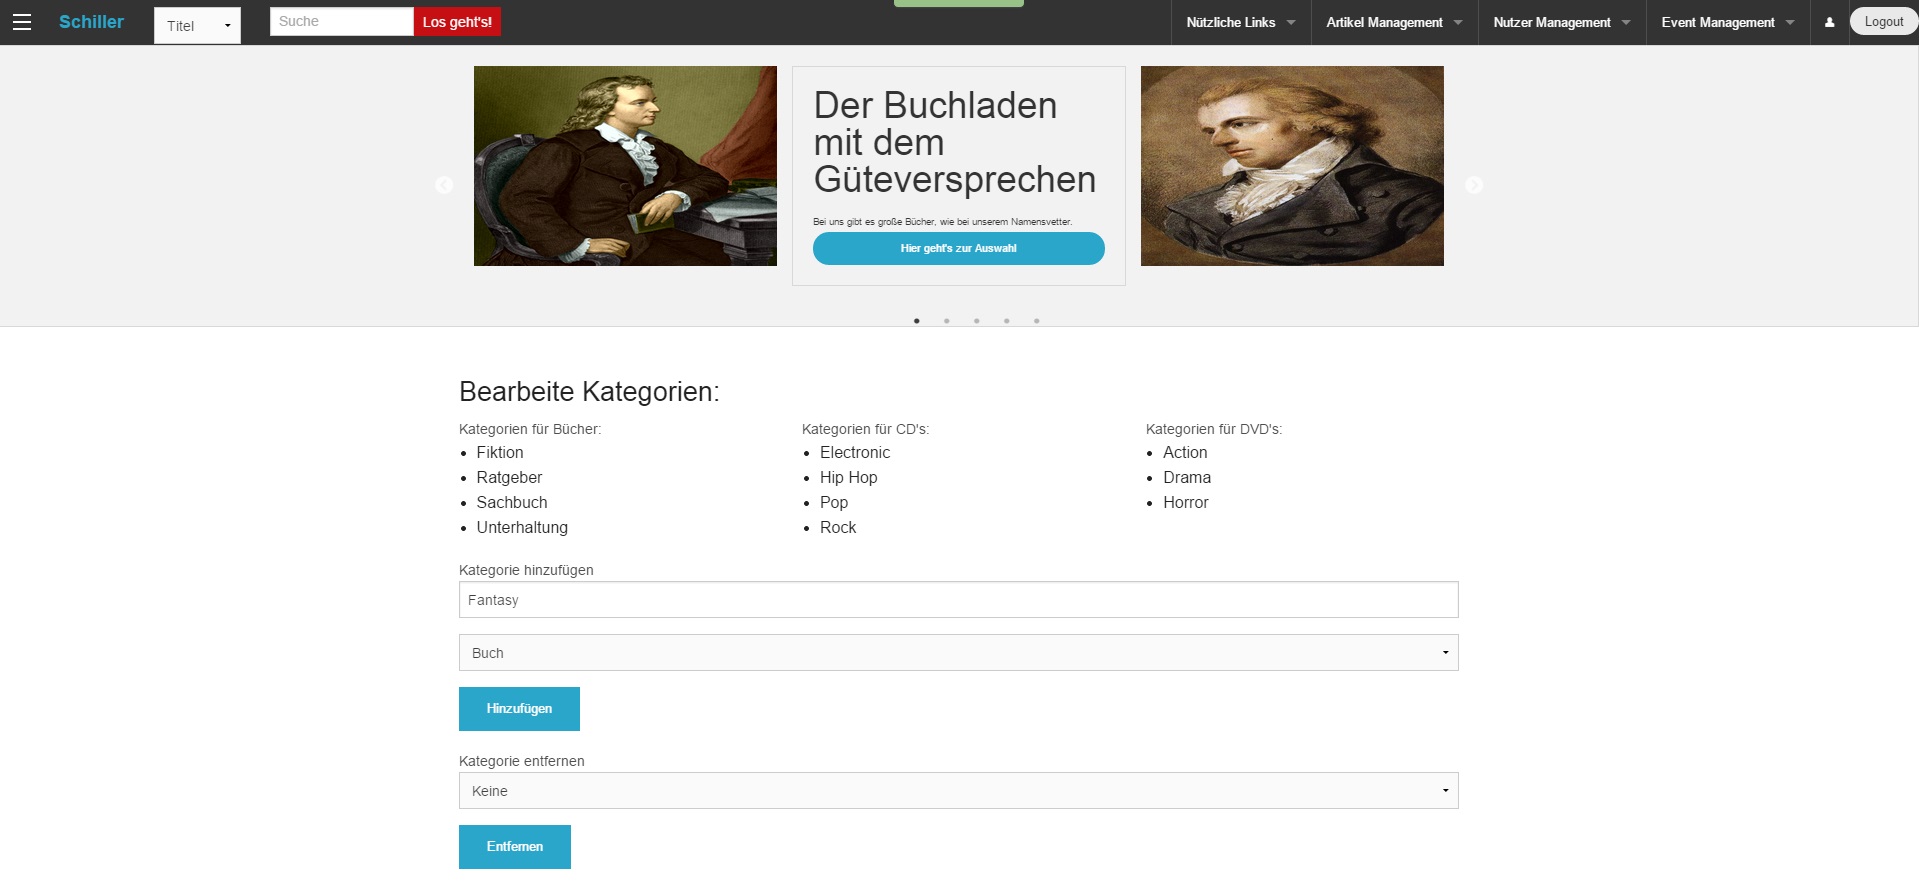 Schiller Titel Suche Los geht's! Nützliche Links Artikel Management Nutzer Management Event Management Logout
Der Buchladen
mit dem
Güteversprechen
Bei uns gibt es große Bücher, wie bei unserem Namensvetter.
Hier geht's zur Auswahl
Bearbeite Kategorien:
Kategorien für Bücher:
Fiktion
Ratgeber
Sachbuch
Unterhaltung
Kategorien für CD's:
Electronic
Hip Hop
Pop
Rock
Kategorien für DVD's:
Action
Drama
Horror
Kategorie hinzufügen
Fantasy
Buch
Hinzufügen
Kategorie entfernen
Keine
Entfernen